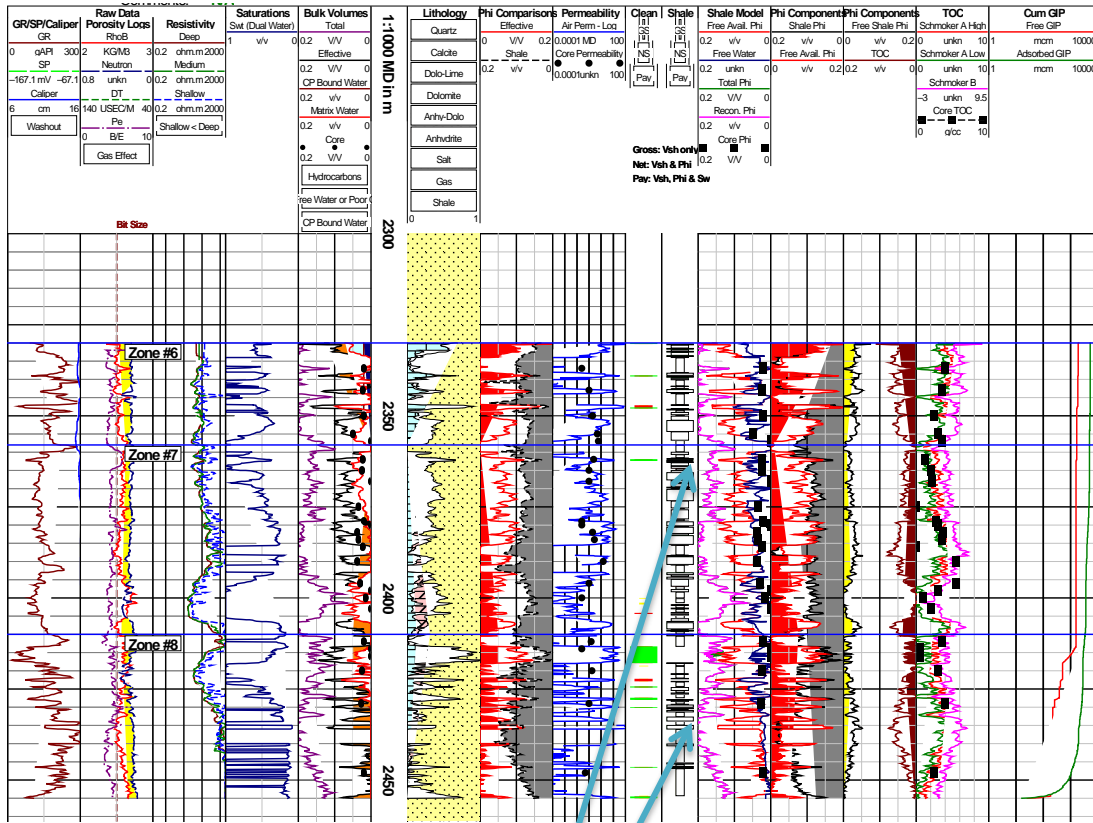 Raw Data
GR/SP/Caliper
GR
0 gAPI 300
SP
-167.1 mV -67.1
Caliper
6 cm 16
Washout
Porosity Logs
RhoB
2 KG/M3 3
Neutron
0.8 unkn 0
DT
140 USEC/M 40
Pe
0 B/E 10
Gas Effect
Resistivity
Deep
0.2 ohm.m 2000
Medium
0.2 ohm.m 2000
Shallow
0.2 ohm.m 2000
Shallow < Deep
Saturations
Swt (Dual Water)
1 v/v 0
Bulk Volumes
Total
0.2 V/V 0
Effective
0.2 V/V 0
CP Bound Water
0.2 v/v 0
Matrix Water
0.2 v/v 0
Core
0.2 V/V 0
Hydrocarbons
CP Bound Water
1:1000 MD in m
Lithology
Quartz
Calcite
Dolo-Lime
Dolomite
Anhy-Dolo
Anhydrite
Salt
Gas
Shale
0 1
Phi Comparisons
Effective
0 V/V 0.2
Shale
0.2 v/v 0
Permeability
Air Perm - Log
0.0001 MD 100
Core Permeability
0.0001 unkn 100
Clean
GS
NS
Pay
Shale
GS
NS
Pay
Gross: Vsh only
Net: Vsh & Phi
Pay: Vsh, Phi & Sw
Shale Model
Free Avail. Phi
0.2 v/v 0
Free Water
0.2 unkn 0
Total Phi
0.2 V/V 0
Recon. Phi
0.2 v/v 0
Core Phi
0.2 V/V 0
Phi Components
Shale Phi
0.2 v/v 0
Free Avail. Phi
0 v/v 0.2
Phi Components
Free Shale Phi
0 v/v 0.2
TOC
0.2 v/v 0
TOC
Schmoker A High
0 unkn 10
Schmoker A Low
0 unkn 10
Schmoker B
-3 unkn 9.5
Core TOC
0 g/cc 10
Cum GIP
Free GIP
1 mcm 1000
Adsorbed GIP
1 mcm 1000
Bit Size
2300
Zone #6
2350
Zone #7
2400
Zone #8
2450